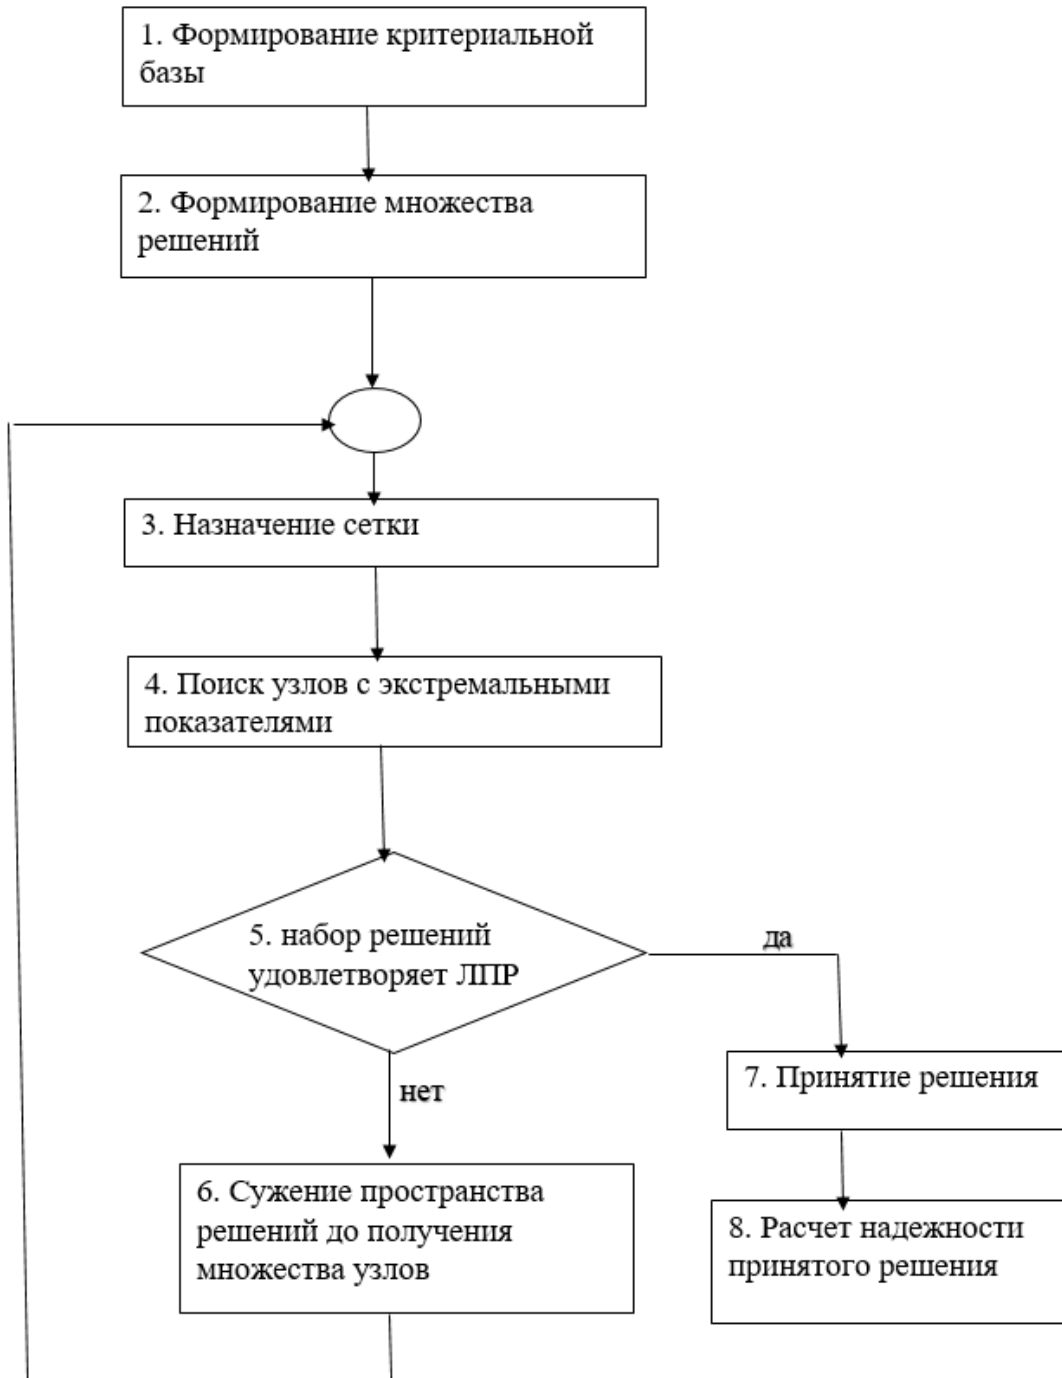 1. Формирование критериальной
базы
2. Формирование множества
решений
3. Назначение сетки
4. Поиск узлов с экстремальными
показателями
5. набор решений
удовлетворяет ЛПР
да
нет
7. Принятие решения
6. Сужение пространства
решений до получения
множества узлов
8. Расчет надежности
принятого решения